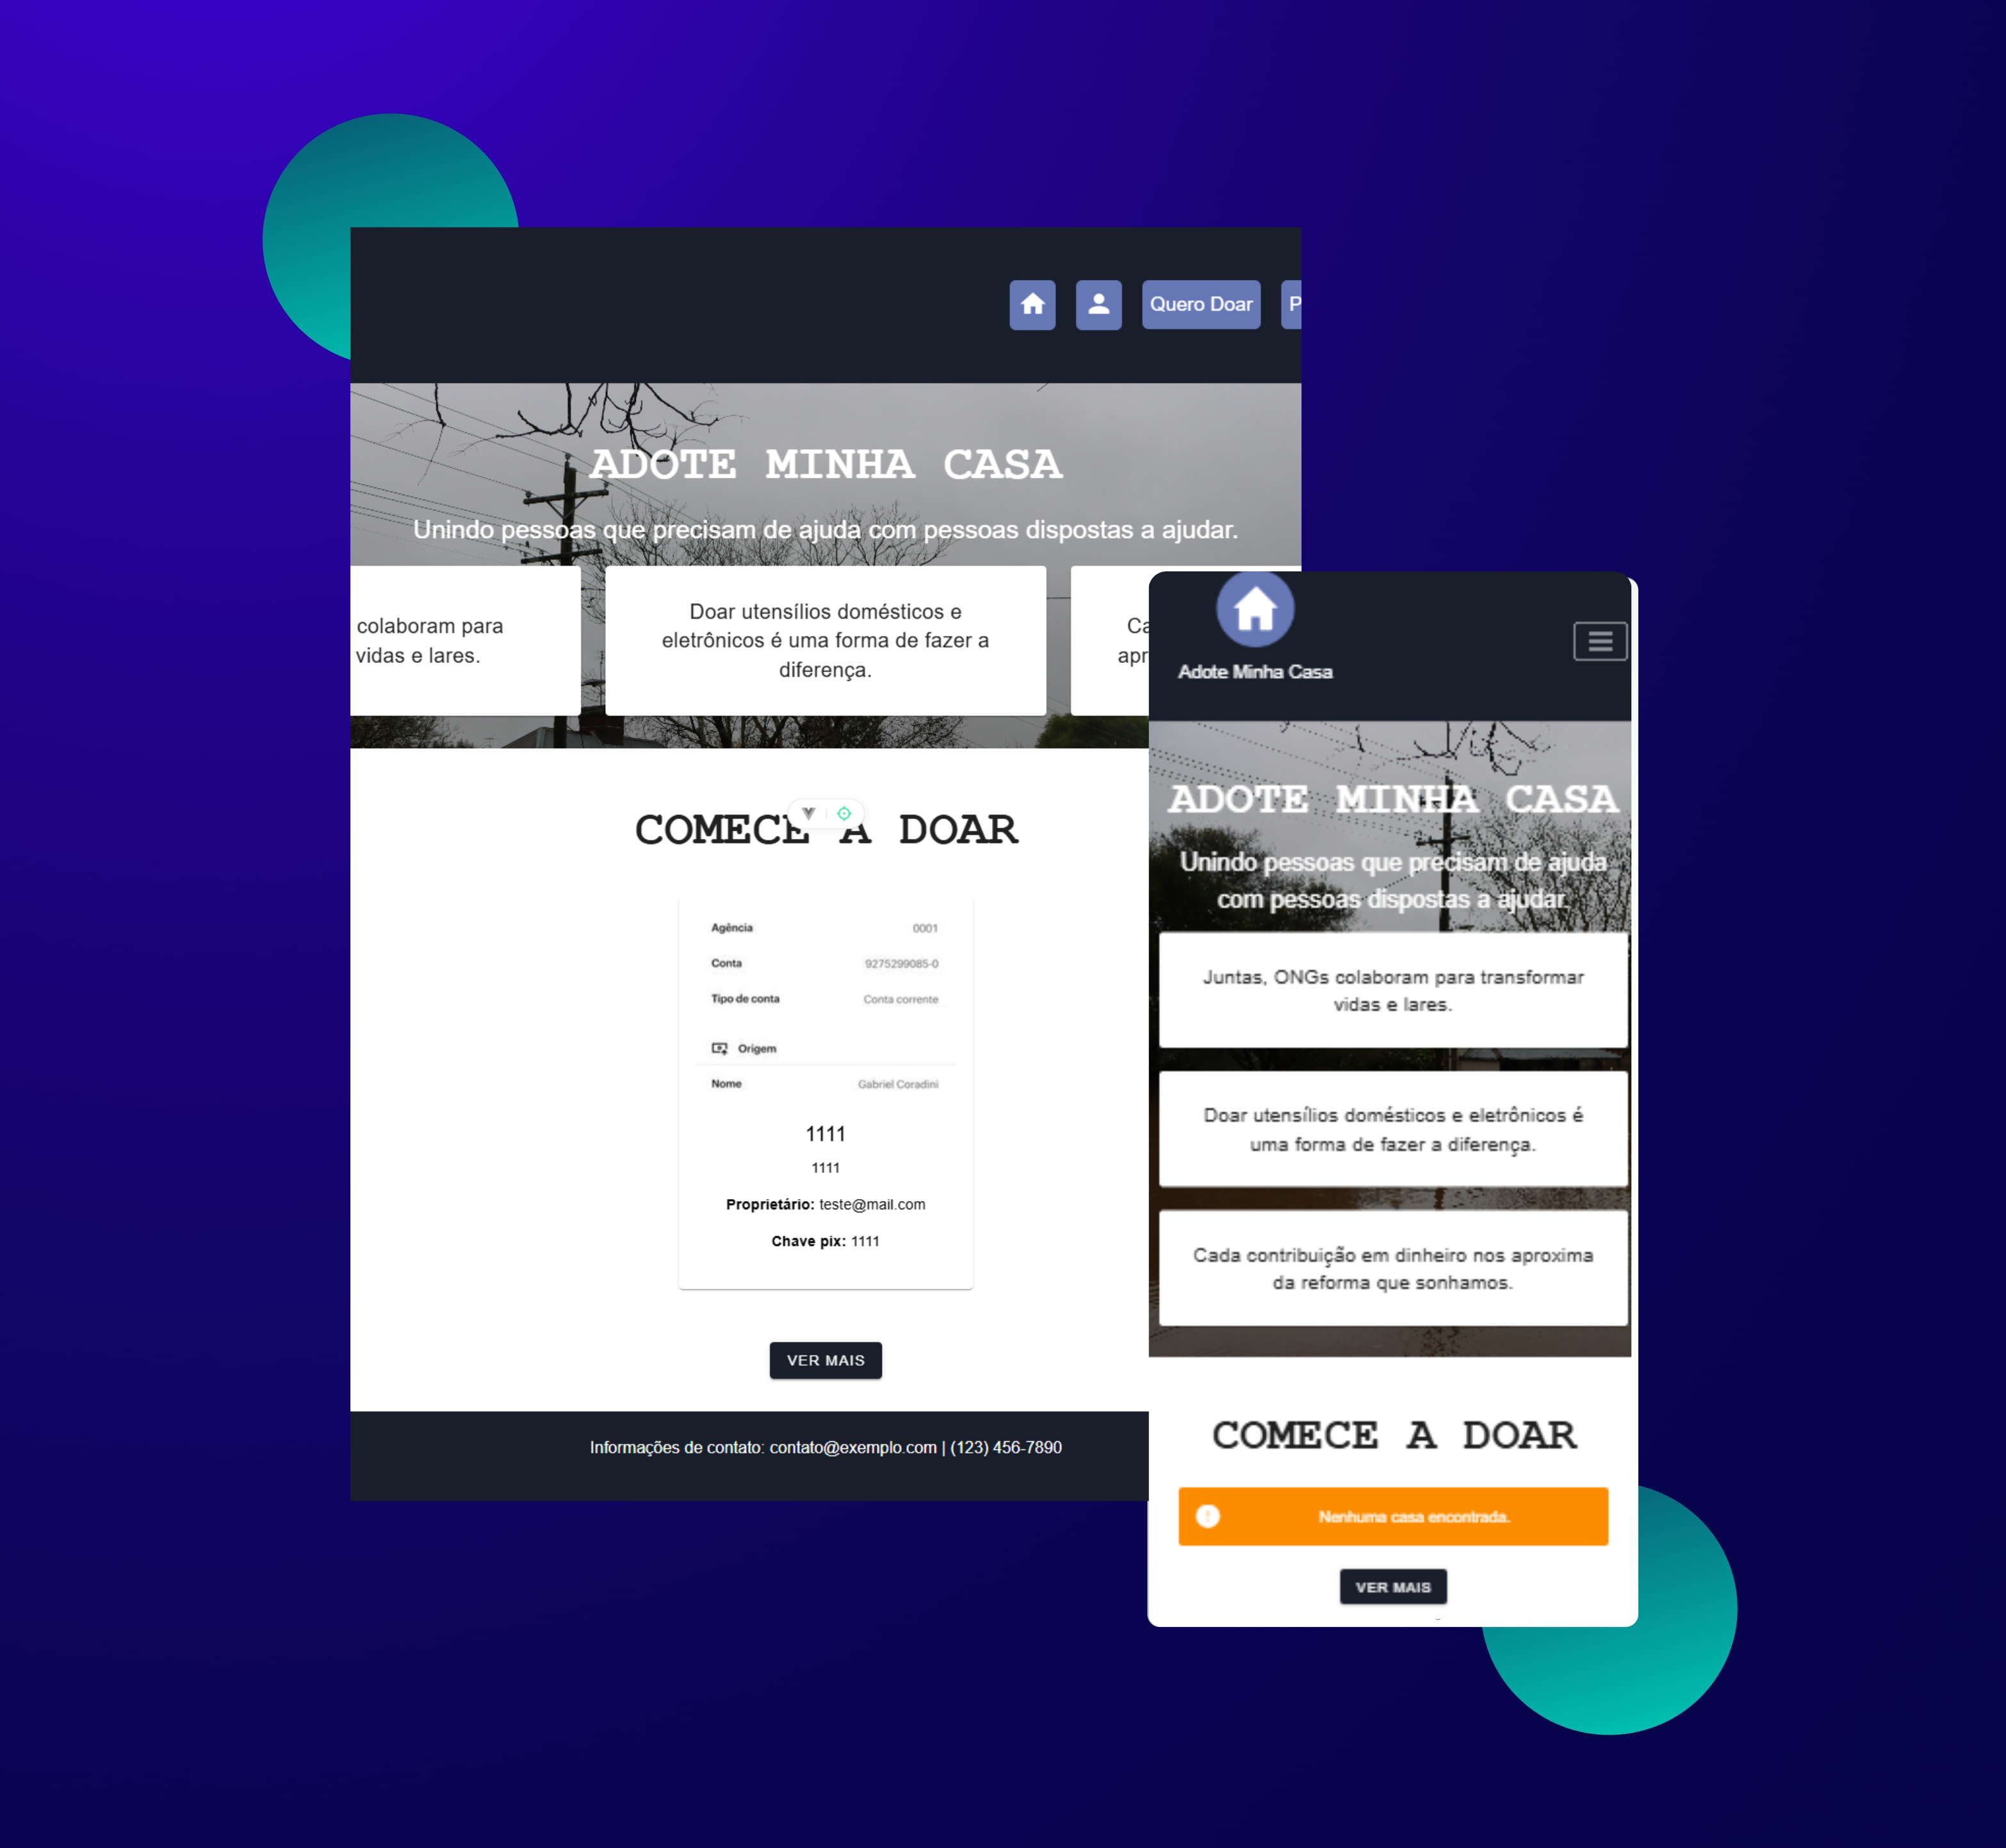 Quero Doar
P
ADOTE MINHA CASA
Unindo pessoas que precisam de ajuda com pessoas dispostas a ajudar.
colaboram para
vidas e lares.
Doar utensílios domésticos e
eletrônicos é uma forma de fazer a
diferença.
Ca
apr
COMECE A DOAR
Agência 0001
Conta 9275299085-0
Tipo de conta Conta corrente
Origem
Nome Gabriel Coradini
1111
1111
Proprietário: teste@mail.com
Chave pix: 1111
VER MAIS
Informações de contato: contato@exemplo.com | (123) 456-7890
Adote Minha Casa
ADOTE MINHA CASA
Unindo pessoas que precisam de ajuda
com pessoas dispostas a ajudar.
Juntas, ONGs colaboram para transformar
vidas e lares.
Doar utensílios domésticos e eletrônicos é
uma forma de fazer a diferença.
Cada contribuição em dinheiro nos aproxima
da reforma que sonhamos.
COMECE A DOAR
Nenhuma casa encontrada.
VER MAIS